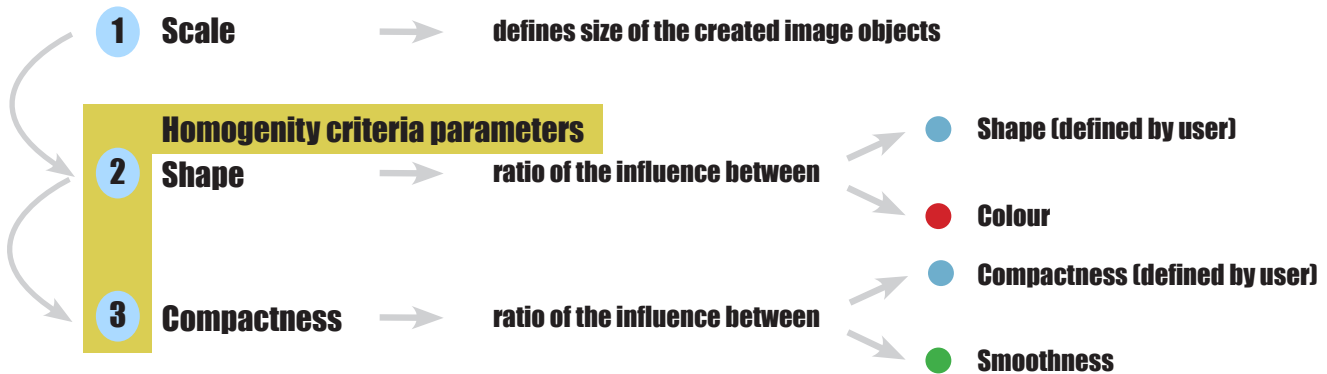 1 Scale defines size of the created image objects
Homogenity criteria parameters
Shape (defined by user)
2 Shape ratio of the influence between
Colour
Compactness (defined by user)
3 Compactness ratio of the influence between
Smoothness